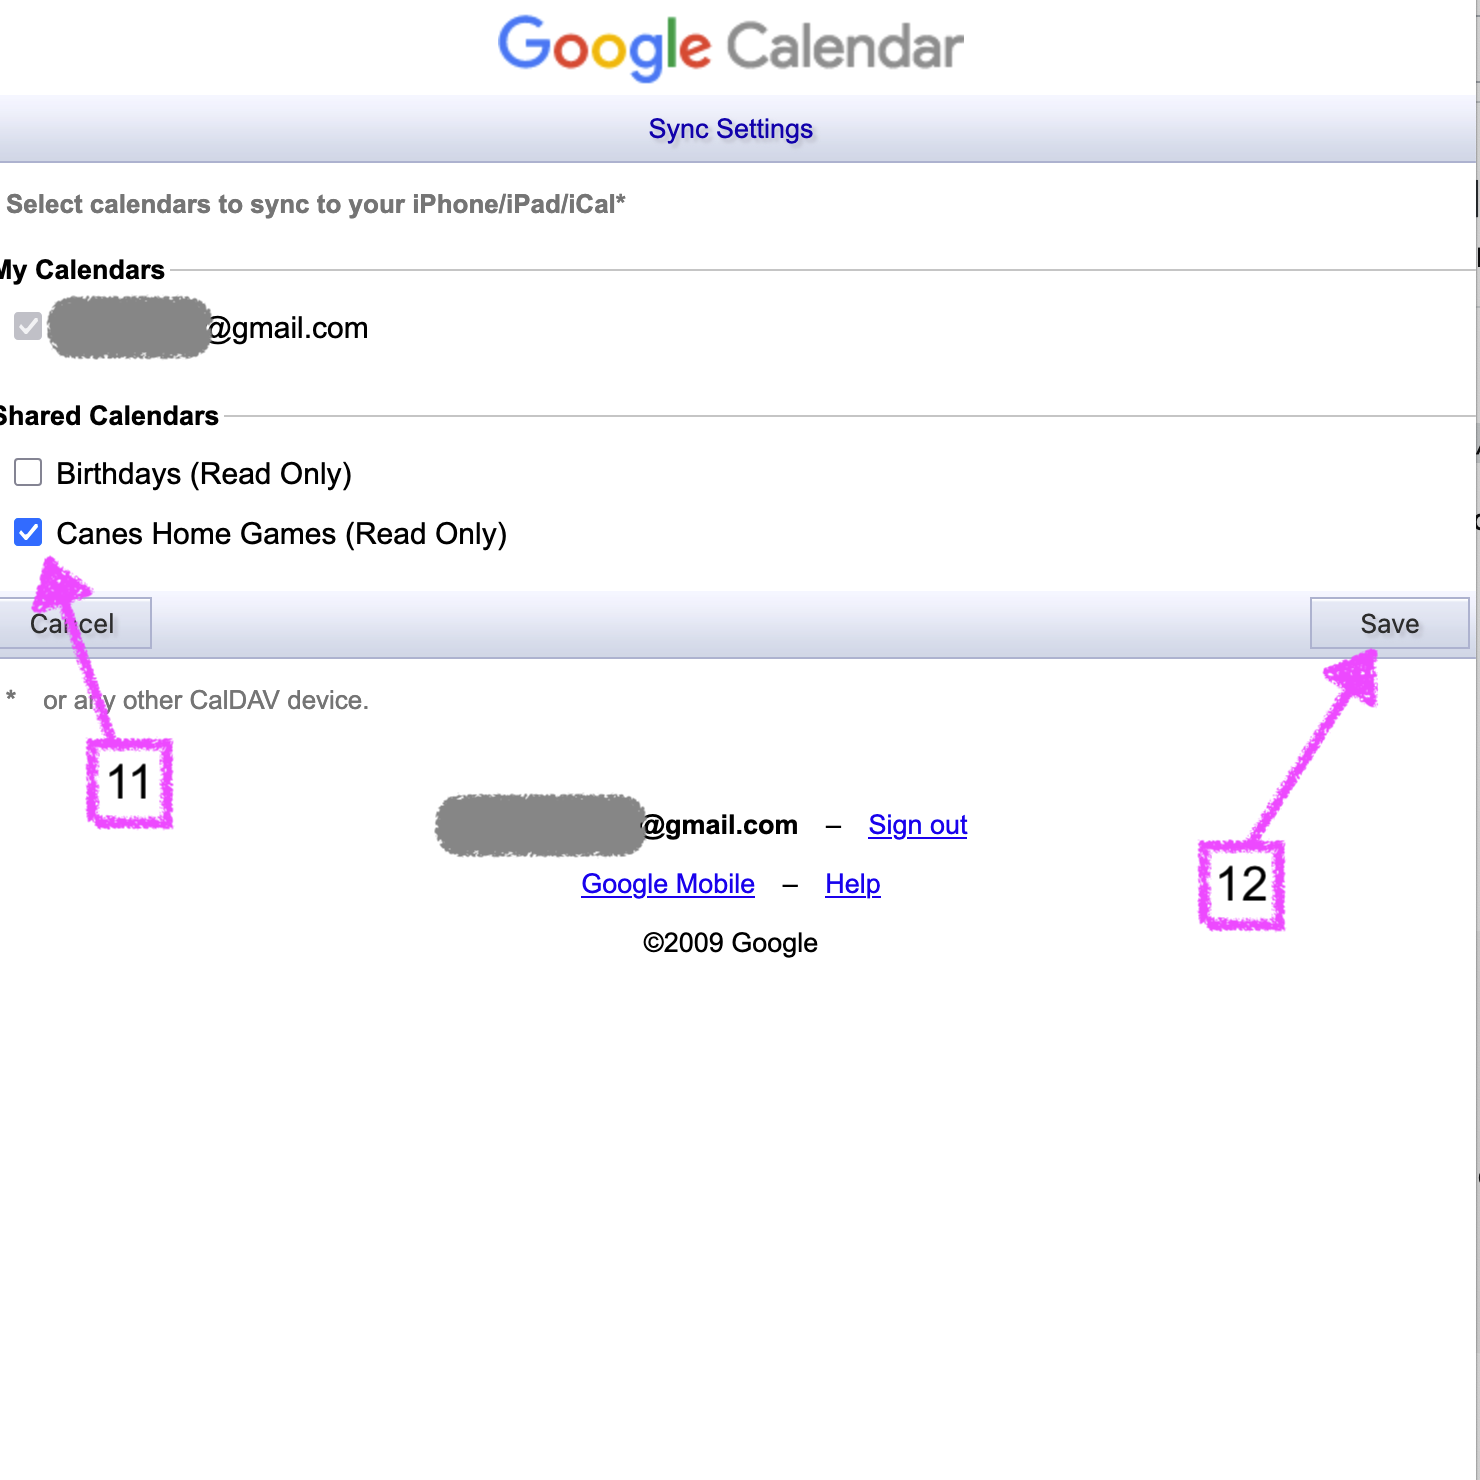 Google Calendar
Sync Settings
Select calendars to sync to your iPhone/iPad/iCal*
My Calendars
@gmail.com
Shared Calendars
Birthdays (Read Only)
Canes Home Games (Read Only)
Cancel Save
* or any other CalDAV device.
11
@gmail.com – Sign out
12
Google Mobile – Help
©2009 Google